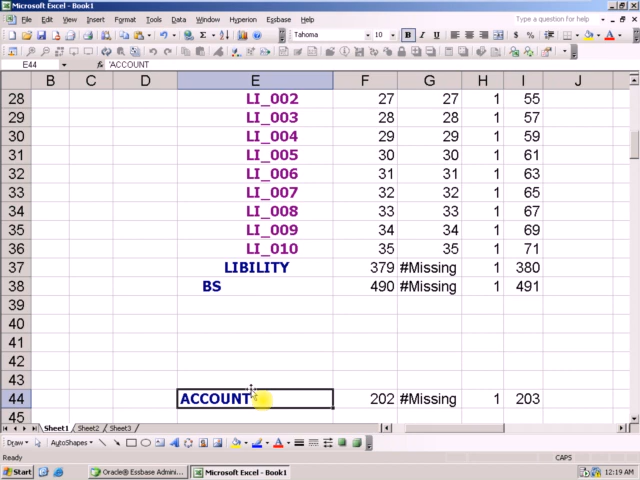 Microsoft Excel - Book1
File Edit View Insert Format Tools Data Window Hyperion Essbase Help
Type a question for help
Tahoma 10 B I U $ %
E44 'ACCOUNT
B C D E F G H I J
28 LI_002 27 27 1 55
29 LI_003 28 28 1 57
30 LI_004 29 29 1 59
31 LI_005 30 30 1 61
32 LI_006 31 31 1 63
33 LI_007 32 32 1 65
34 LI_008 33 33 1 67
35 LI_009 34 34 1 69
36 LI_010 35 35 1 71
37 LIBILITY 379 #Missing 1 380
38 BS 490 #Missing 1 491
39
40
41
42
43
44 ACCOUNT 202 #Missing 1 203
45
Sheet1 Sheet2 Sheet3
Draw AutoShapes
Ready CAPS
Start Oracle® Essbase Admini... Microsoft Excel - Book1 12:19 AM